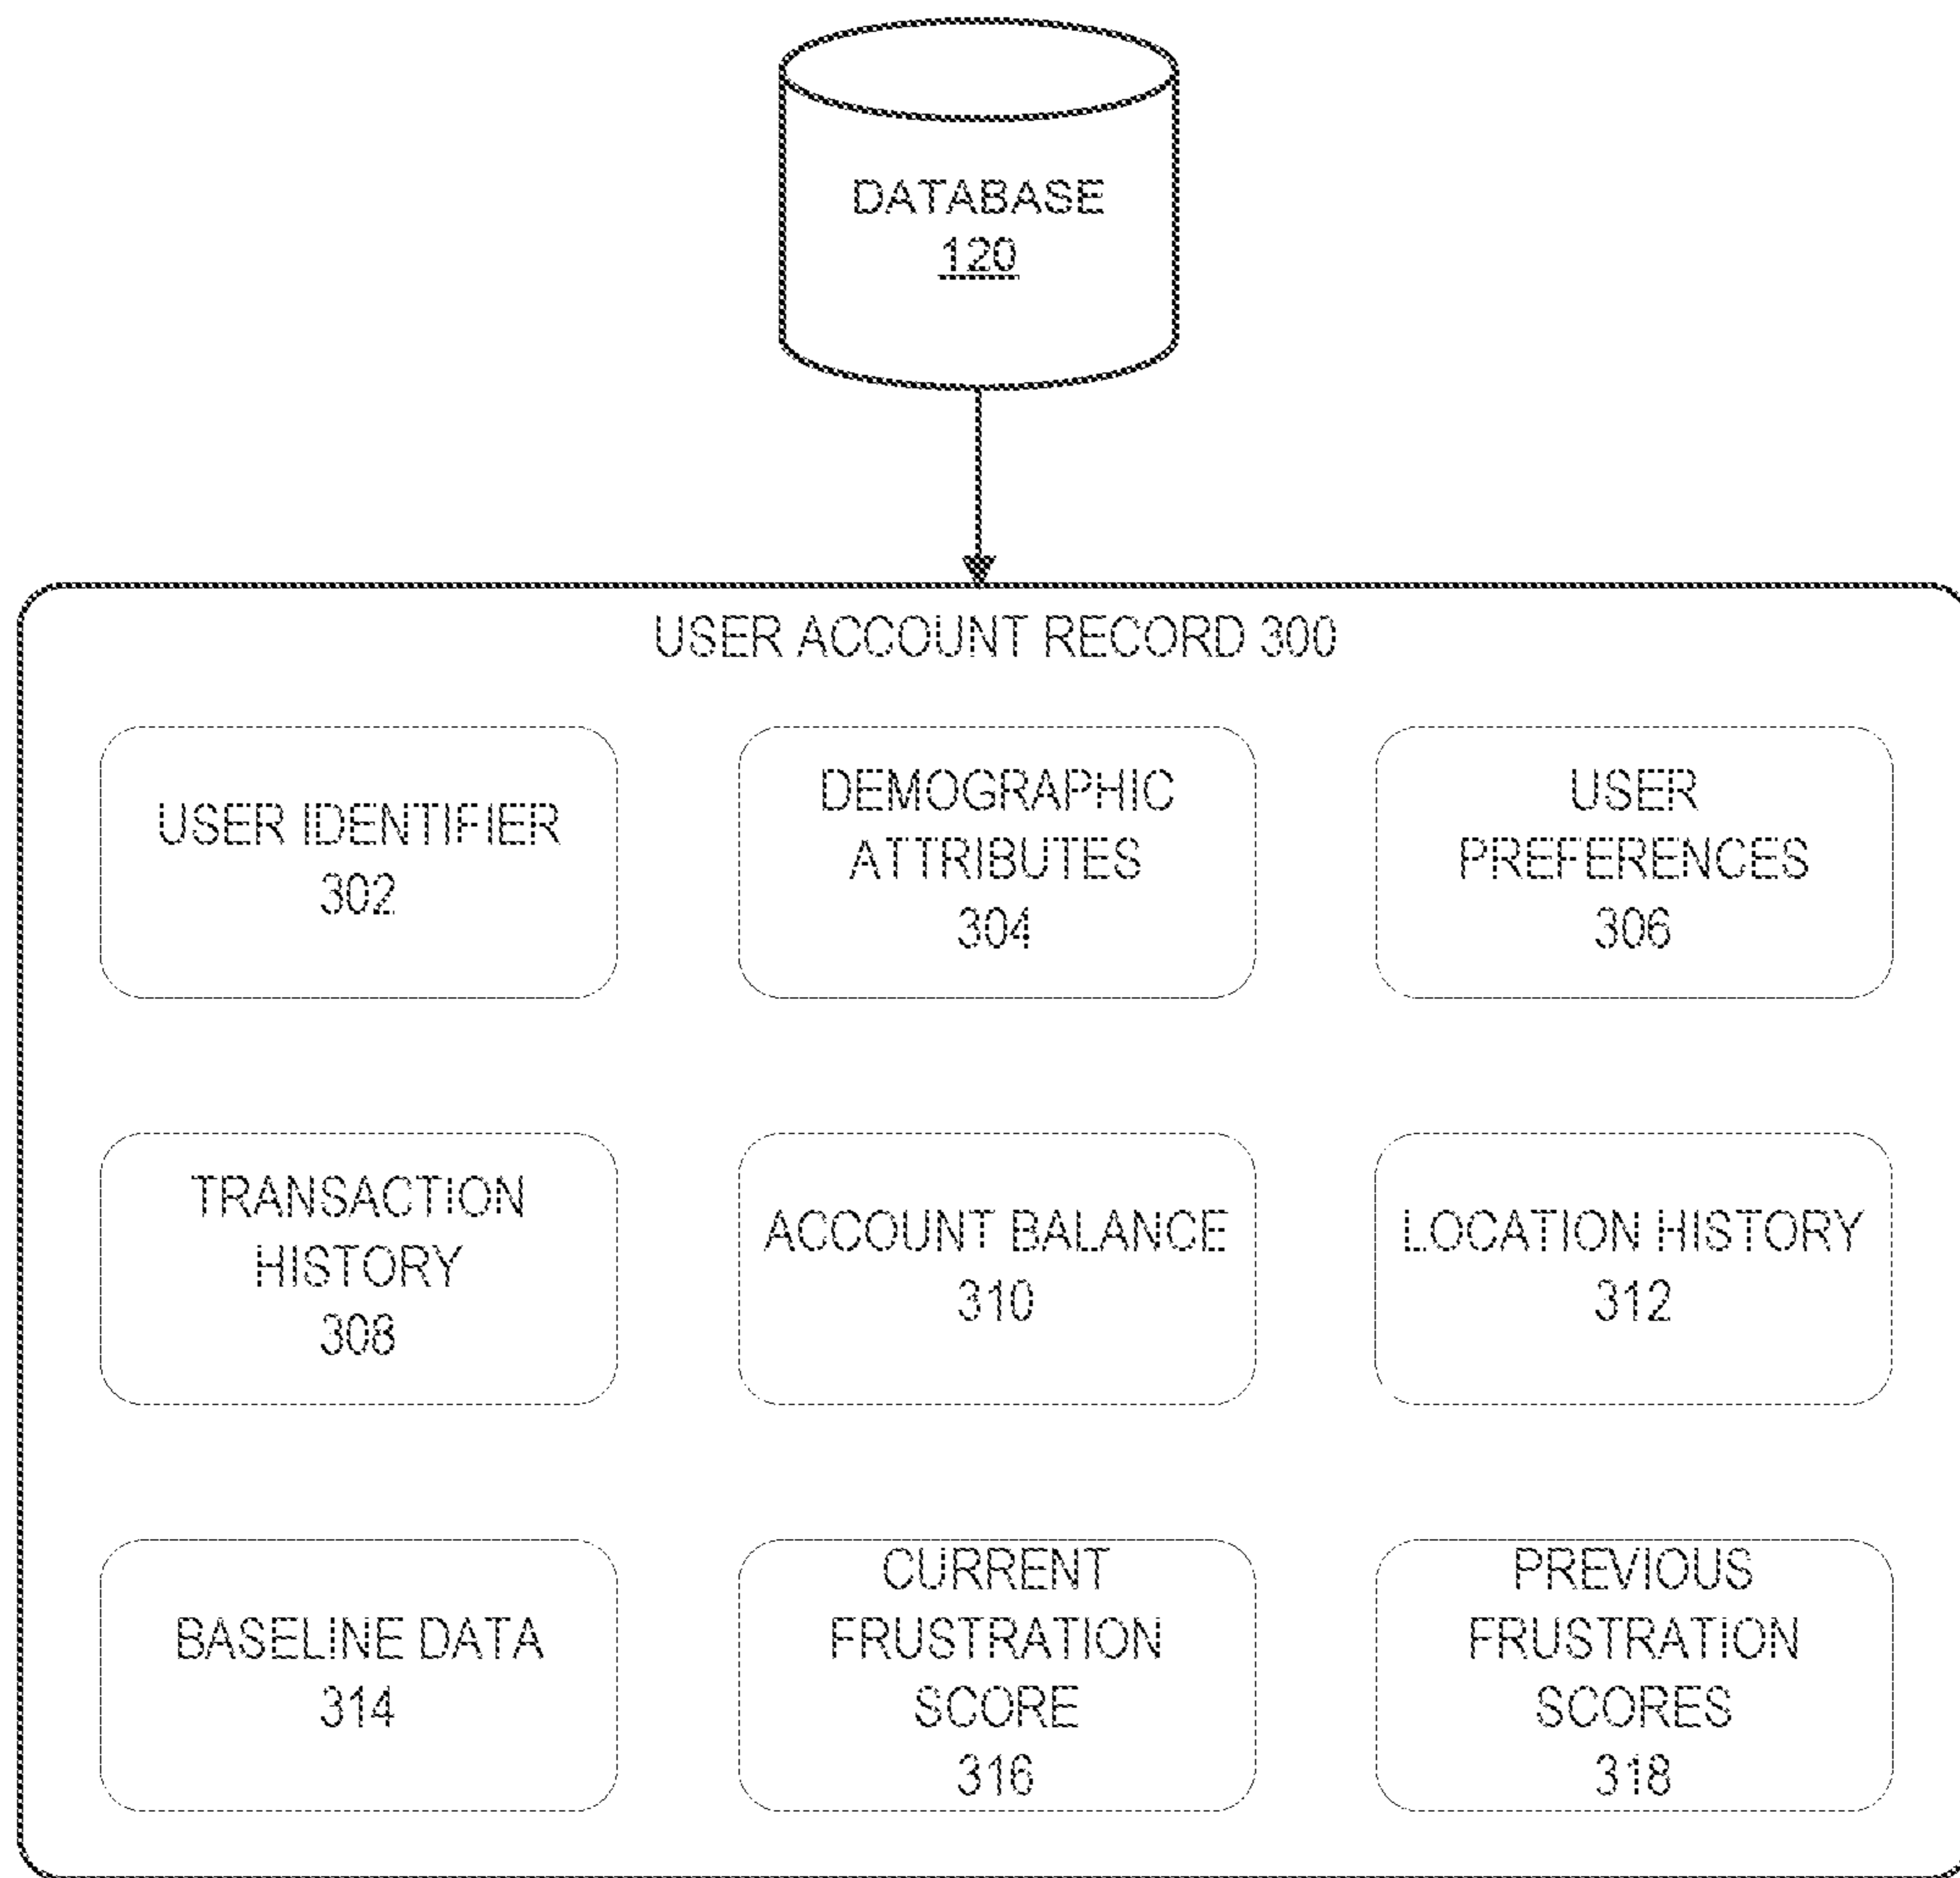 DATABASE
120
USER ACCOUNT RECORD 300
USER IDENTIFIER
302
DEMOGRAPHIC
ATTRIBUTES
304
USER
PREFERENCES
306
TRANSACTION
HISTORY
308
ACCOUNT BALANCE
310
LOCATION HISTORY
312
BASELINE DATA
314
CURRENT
FRUSTRATION
SCORE
316
PREVIOUS
FRUSTRATION
SCORES
318